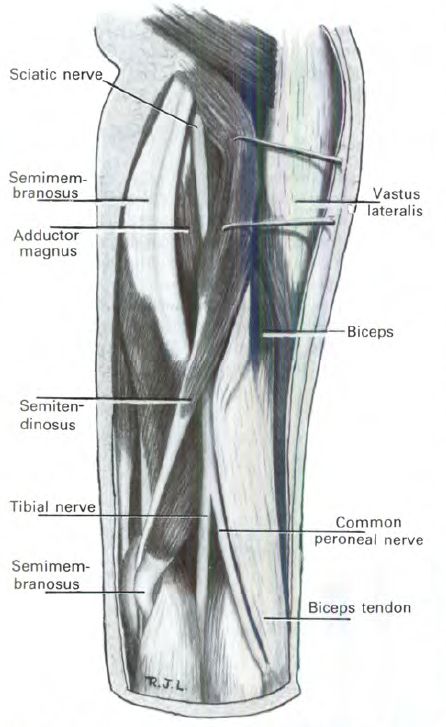 Sciatic nerve
Semimem-
branosus
Adductor
magnus
Vastus
lateralis
Biceps
Semiten-
dinosus
Tibial nerve
Common
peroneal nerve
Semimem-
branosus
Biceps tendon
R.J.L.